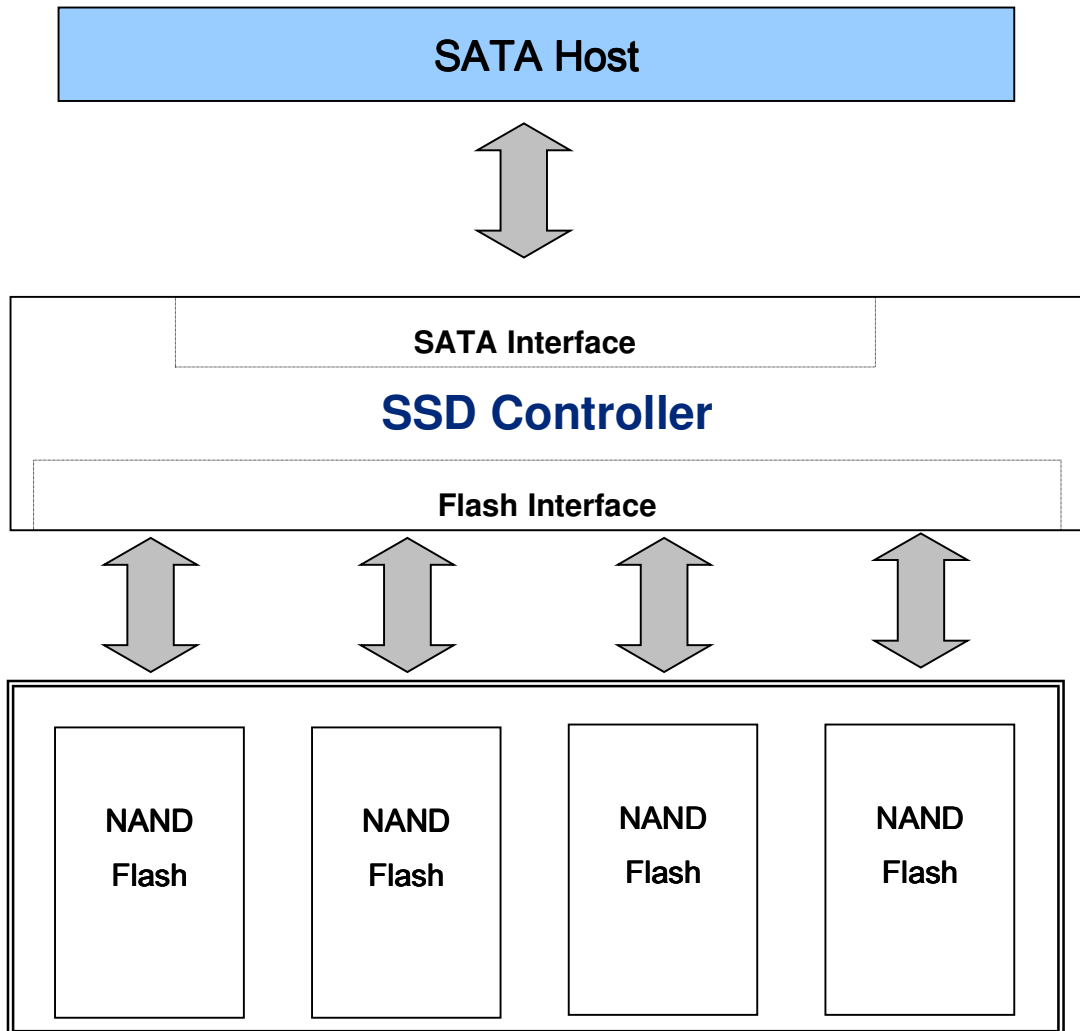 SATA Host
SATA Interface
SSD Controller
Flash Interface
NAND
Flash
NAND
Flash
NAND
Flash
NAND
Flash